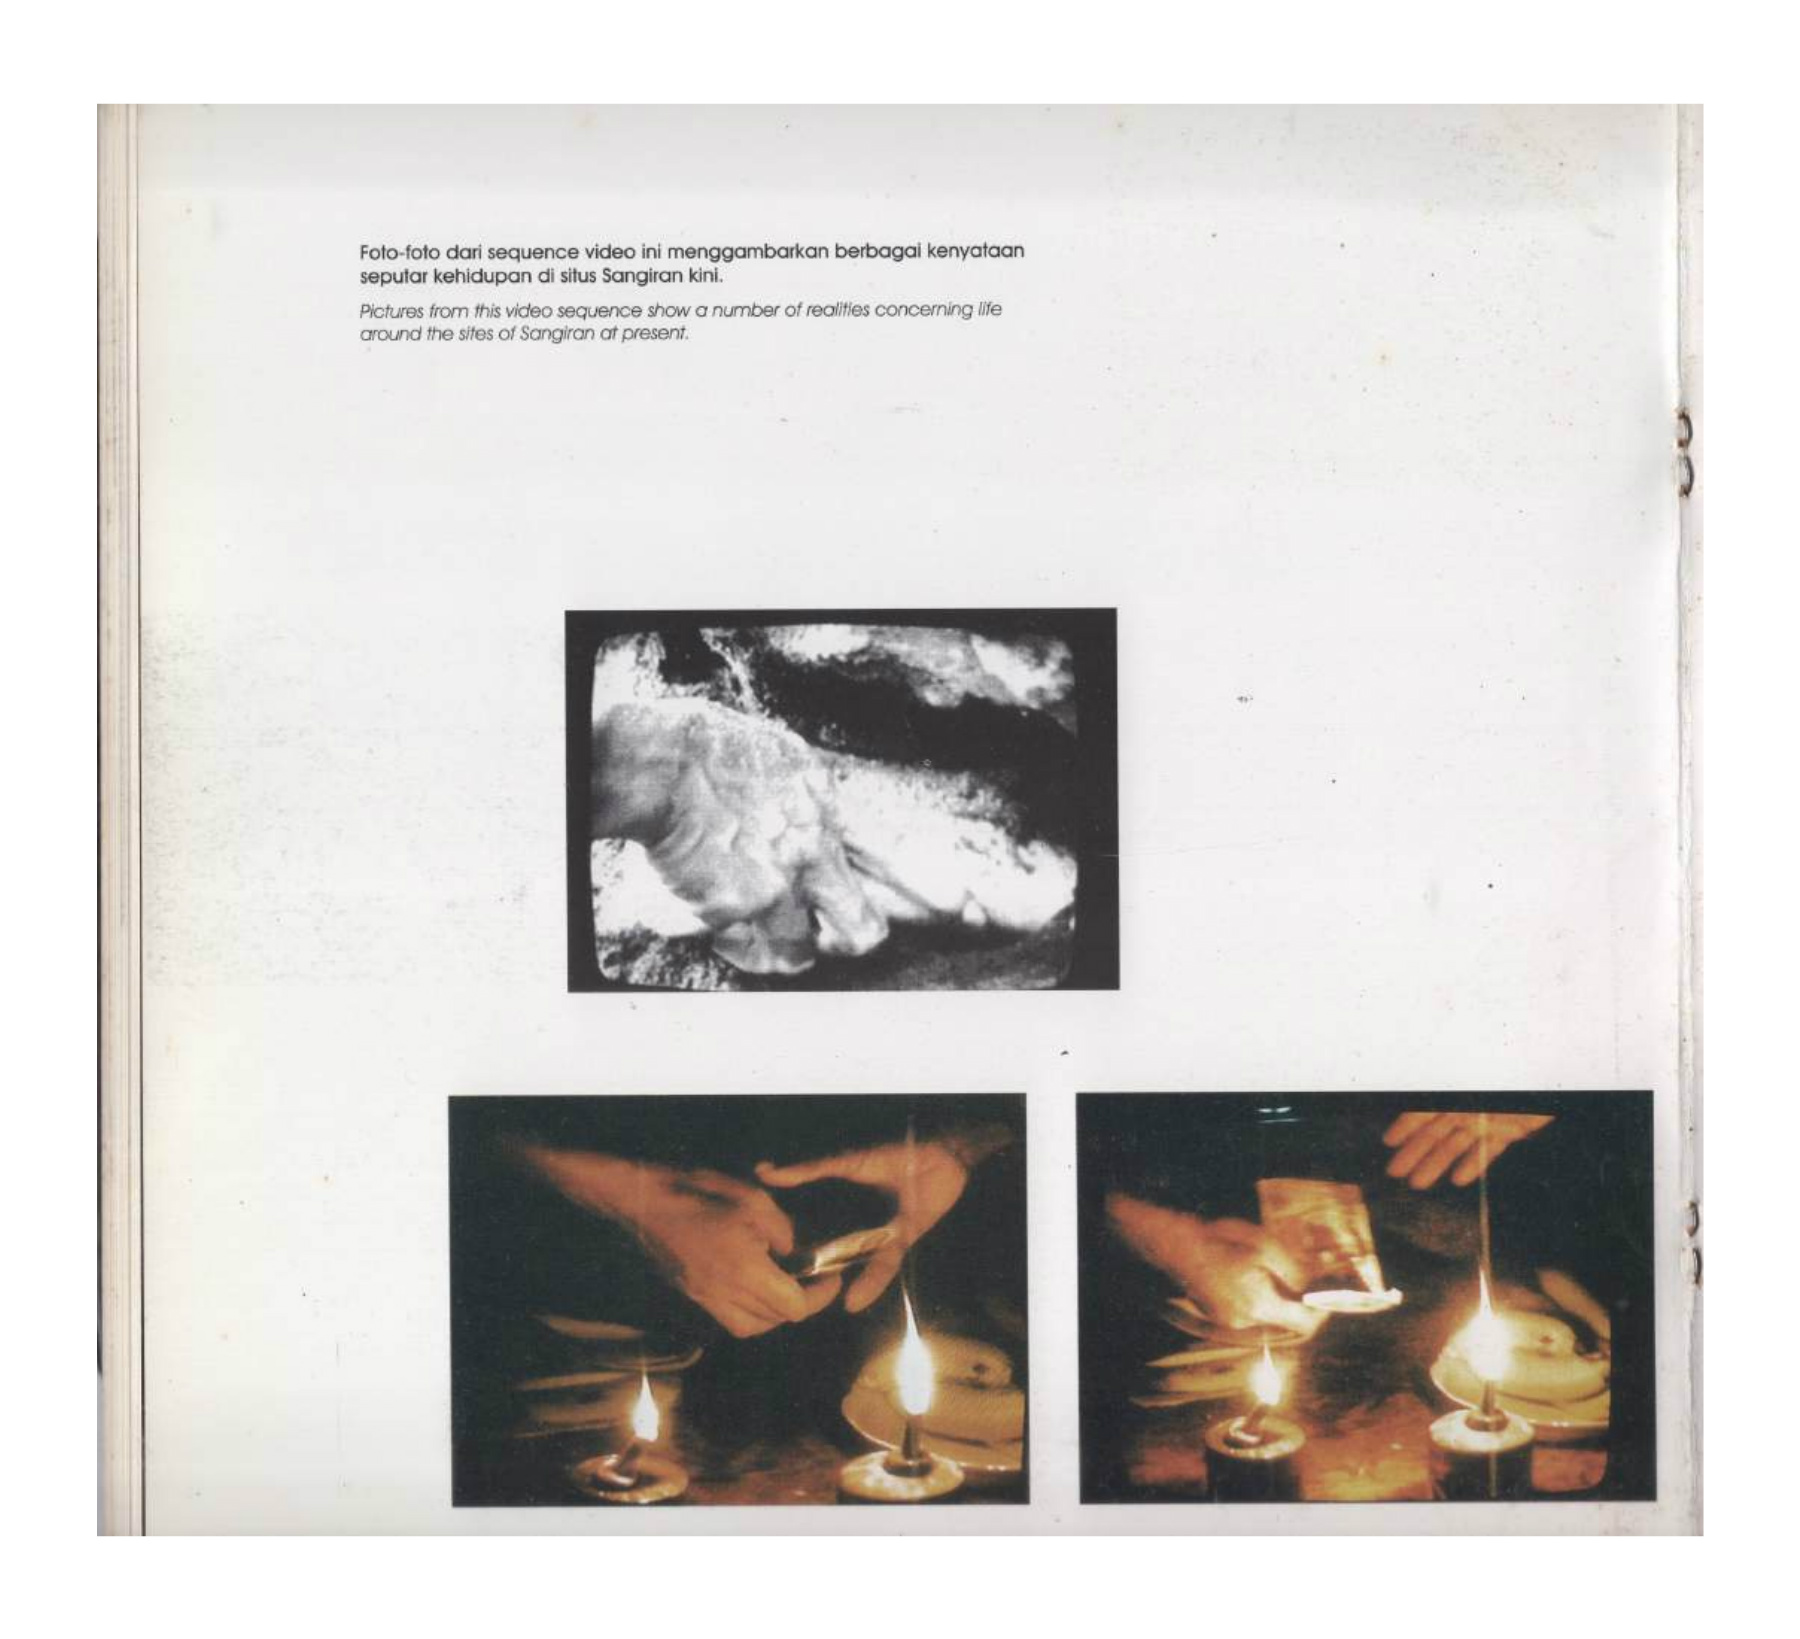 Foto-foto dari sequence video ini menggambarkan berbagai kenyataan
seputar kehidupan di situs Sangiran kini.
Pictures from this video sequence show a number of realities concerning life
around the sites of Sangiran at present.